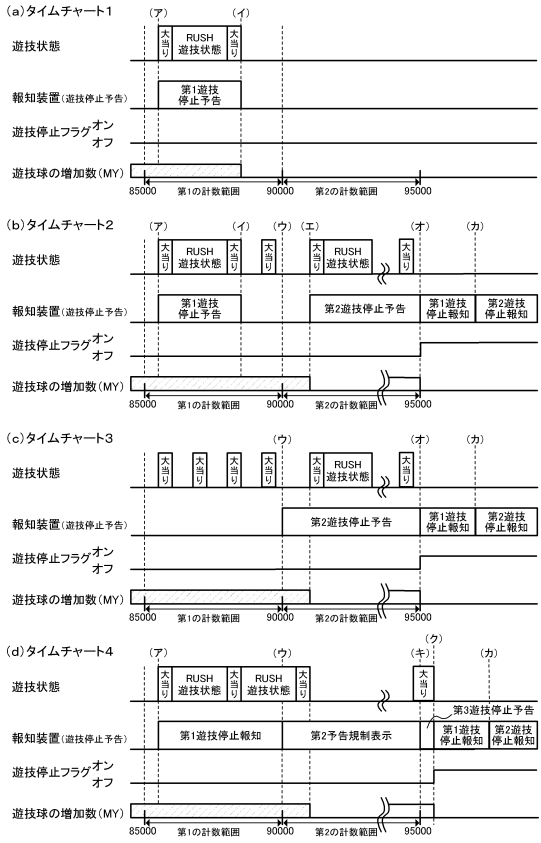 (a)タイムチャート1
(ア) (イ)
遊技状態 大当り RUSH遊技状態 大当り
報知装置(遊技停止予告) 第1遊技停止予告
遊技停止フラグ オン
オフ
遊技球の増加数(MY)
85000 第1の計数範囲 90000 第2の計数範囲 95000
(b)タイムチャート2
(ア) (イ) (ウ) (エ) (オ) (カ)
遊技状態 大当り RUSH遊技状態 大当り 大当り 大当り RUSH遊技状態 大当り
報知装置(遊技停止予告) 第1遊技停止予告 第2遊技停止予告 第1遊技停止報知 第2遊技停止報知
遊技停止フラグ オン
オフ
遊技球の増加数(MY)
85000 第1の計数範囲 90000 第2の計数範囲 95000
(c)タイムチャート3
(ウ) (オ) (カ)
遊技状態 大当り 大当り 大当り 大当り 大当り RUSH遊技状態 大当り
報知装置(遊技停止予告) 第2遊技停止予告 第1遊技停止報知 第2遊技停止報知
遊技停止フラグ オン
オフ
遊技球の増加数(MY)
85000 第1の計数範囲 90000 第2の計数範囲 95000
(ク)
(d)タイムチャート4
(ア) (ウ) (キ) (カ)
遊技状態 大当り RUSH遊技状態 大当り RUSH遊技状態 大当り 大当り
第3遊技停止予告
報知装置(遊技停止予告) 第1遊技停止報知 第2予告規制表示 第1遊技停止報知 第2遊技停止報知
遊技停止フラグ オン
オフ
遊技球の増加数(MY)
85000 第1の計数範囲 90000 第2の計数範囲 95000